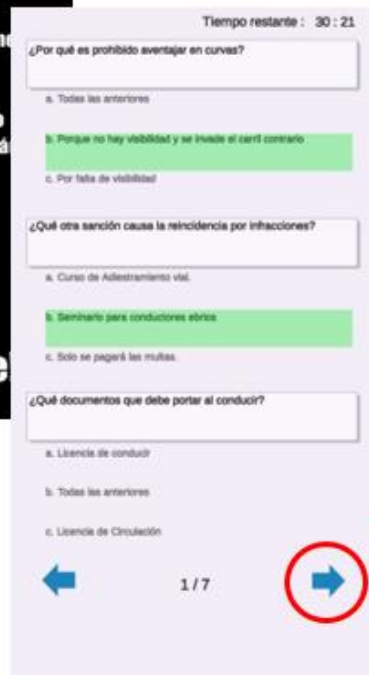 Tiempo restante : 30 : 21
¿Por qué es prohibido aventajar en curvas?
a. Todas las anteriores
b. Porque no hay visibilidad y se invade el carril contrario
c. Por falta de visibilidad
¿Qué otra sanción causa la reincidencia por infracciones?
a. Curso de Adiestramiento vial.
b. Seminario para conductores ebrios
c. Solo se pagará las multas.
¿Qué documentos que debe portar al conducir?
a. Licencia de conducir
b. Todas las anteriores
c. Licencia de Circulación
1 / 7